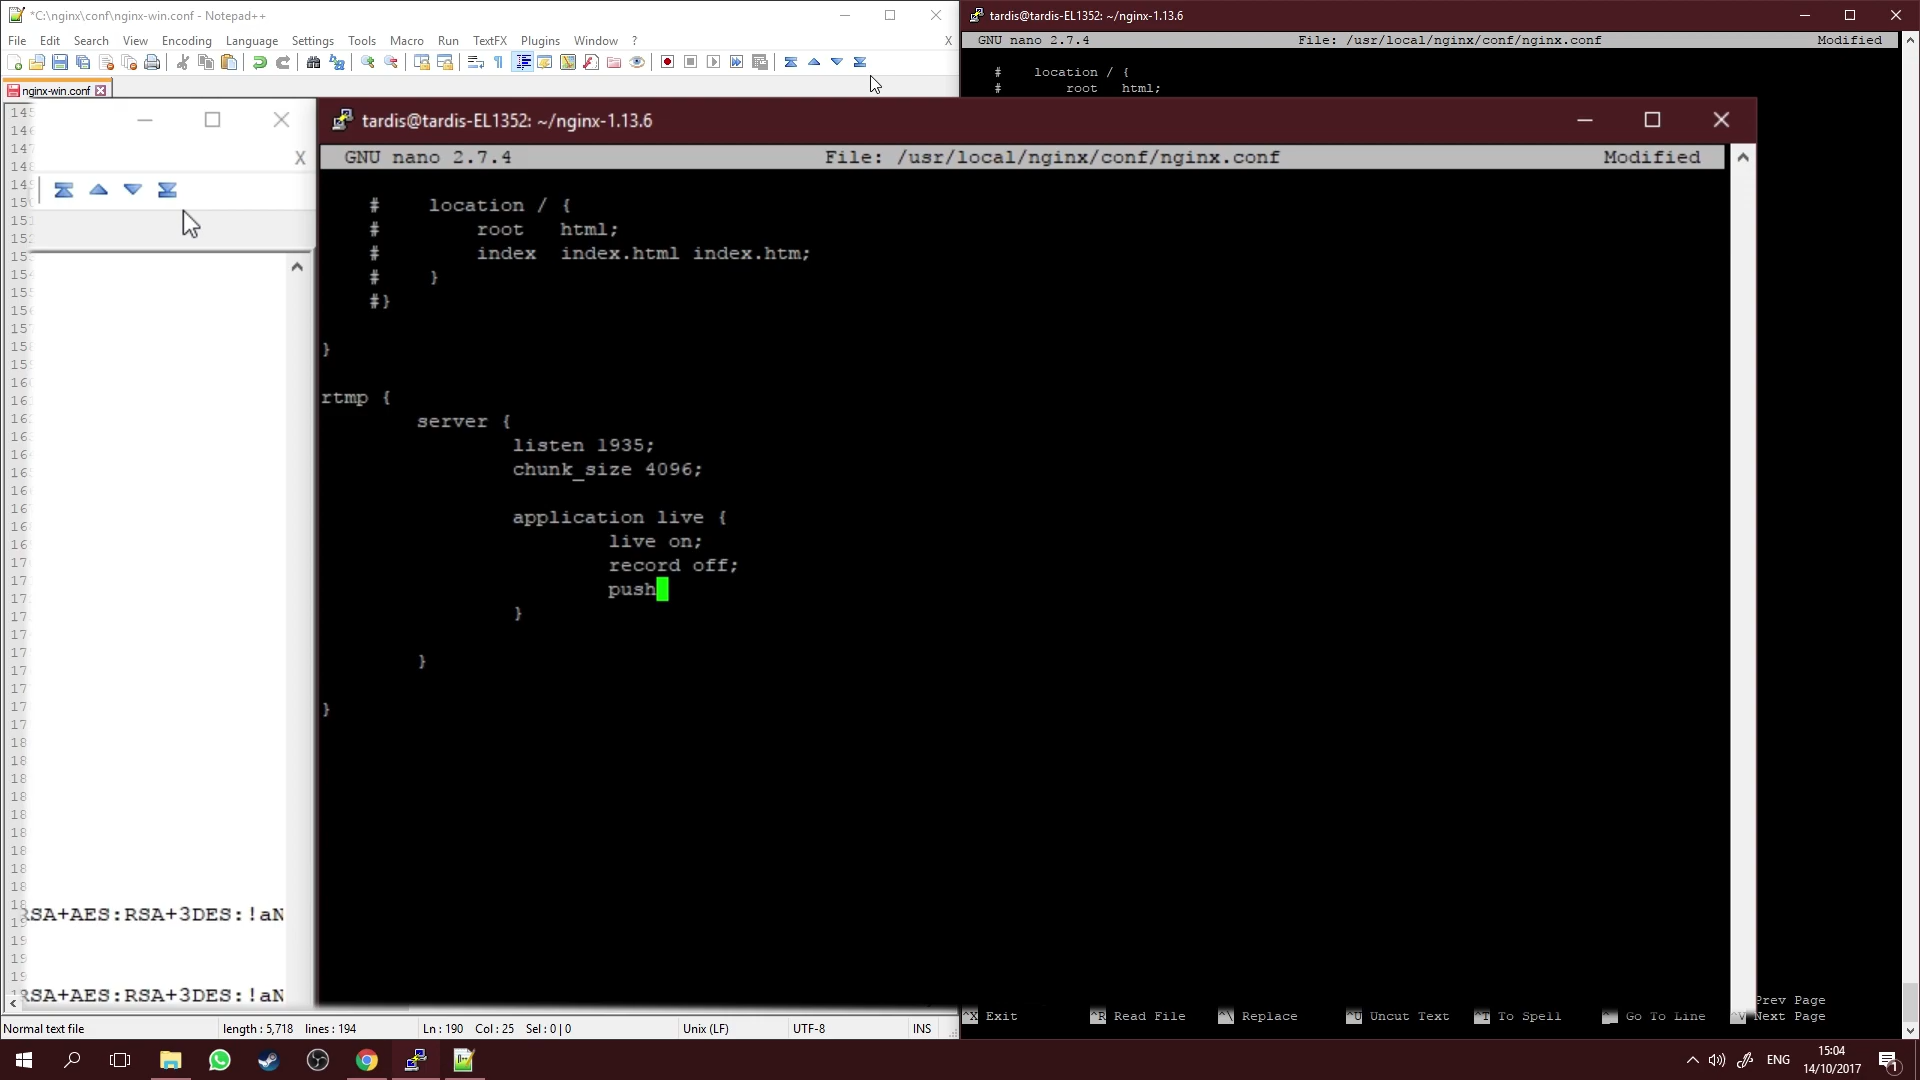 *C:\nginx\conf\nginx-win.conf - Notepad++
File Edit Search View Encoding Language Settings Tools Macro Run TextFX Plugins Window ?
X
nginx-win.conf
tardis@tardis-EL1352: ~/nginx-1.13.6
GNU nano 2.7.4 File: /usr/local/nginx/conf/nginx.conf Modified
# location / {
# root html;
X
tardis@tardis-EL1352: ~/nginx-1.13.6
GNU nano 2.7.4 File: /usr/local/nginx/conf/nginx.conf Modified
# location / {
# root html;
# index index.html index.htm;
# }
#}
}
rtmp {
server {
listen 1935;
chunk_size 4096;
application live {
live on;
record off;
push
}
}
}
RSA+AES:RSA+3DES:!aN
RSA+AES:RSA+3DES:!aN
Prev Page
^X Exit ^R Read File ^\ Replace ^U Uncut Text ^T To Spell Go To Line ^V Next Page
Normal text file length : 5,718 lines : 194 Ln : 190 Col : 25 Sel : 0 | 0 Unix (LF) UTF-8 INS
ENG
15:04
14/10/2017
1